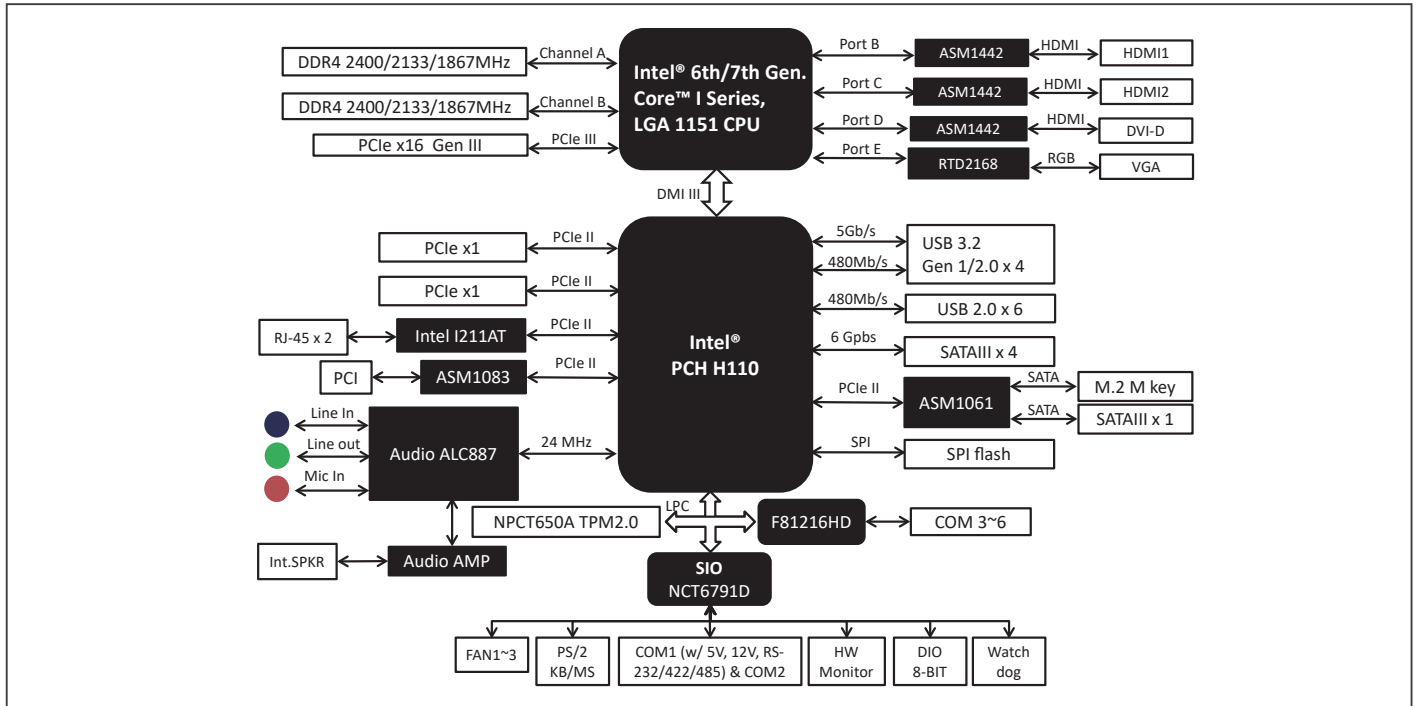 DDR4 2400/2133/1867MHz
Channel A
DDR4 2400/2133/1867MHz
Channel B
PCIe x16 Gen III
PCIe III
Intel® 6th/7th Gen.
Core™ I Series,
LGA 1151 CPU
Port B
ASM1442
HDMI
HDMI1
Port C
ASM1442
HDMI
HDMI2
Port D
ASM1442
HDMI
DVI-D
Port E
RTD2168
RGB
VGA
DMI III
PCIe x1
PCIe II
PCIe x1
PCIe II
RJ-45 x 2
Intel I211AT
PCIe II
PCI
ASM1083
PCIe II
Line In
Line out
Mic In
Audio ALC887
24 MHz
Int.SPKR
Audio AMP
Intel®
PCH H110
5Gb/s
480Mb/s
USB 3.2
Gen 1/2.0 x 4
480Mb/s
USB 2.0 x 6
6 Gpbs
SATAIII x 4
PCIe II
ASM1061
SATA
M.2 M key
SATA
SATAIII x 1
SPI
SPI flash
LPC
NPCT650A TPM2.0
F81216HD
COM 3~6
SIO
NCT6791D
FAN1~3
PS/2
KB/MS
COM1 (w/ 5V, 12V, RS-
232/422/485) & COM2
HW
Monitor
DIO
8-BIT
Watch
dog